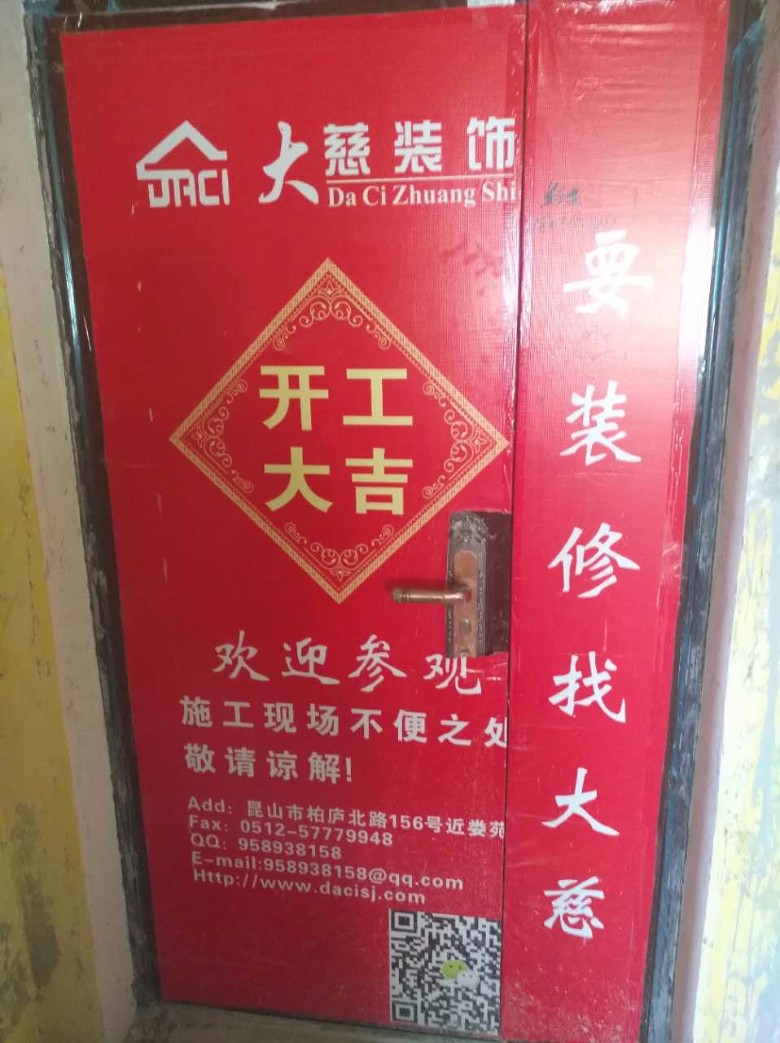 DACI
大慈装饰
Da Ci Zhuang Shi
开工
大吉
欢迎参观
施工现场不便之处
敬请谅解!
Add: 昆山市柏庐北路156号近娄苑
Fax: 0512-57779948
QQ: 958938158
E-mail:958938158@qq.com
Http://www.dacisj.com
要装修找大慈